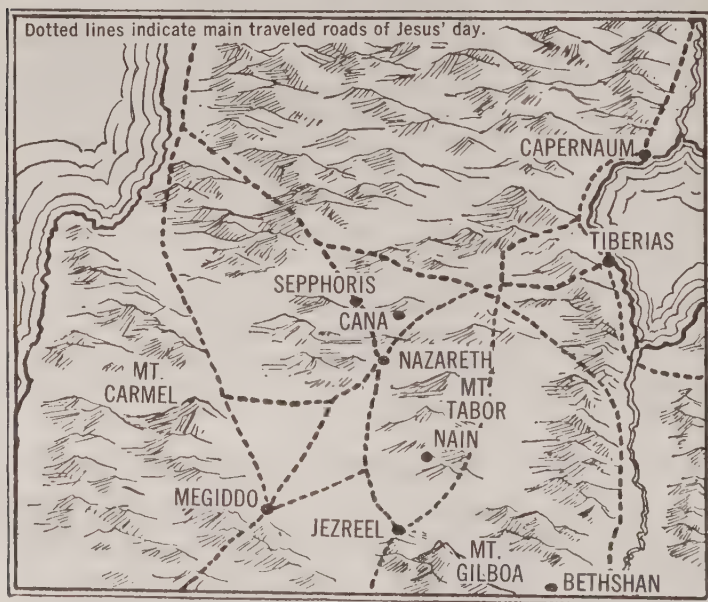 Dotted lines indicate main traveled roads of Jesus' day.
CAPERNAUM
TIBERIAS
SEPPHORIS
CANA
NAZARETH
MT.
CARMEL
MT.
TABOR
NAIN
MEGIDDO
JEZREEL
MT.
GILBOA
BETHSHAN